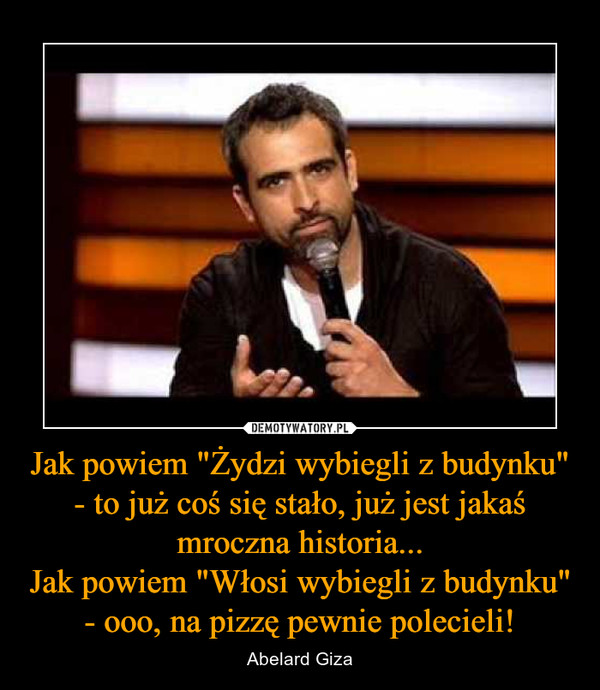 DEMOTYWATORY.PL
Jak powiem "Żydzi wybiegli z budynku"
- to już coś się stało, już jest jakaś
mroczna historia...
Jak powiem "Włosi wybiegli z budynku"
- ooo, na pizzę pewnie polecieli!
Abelard Giza